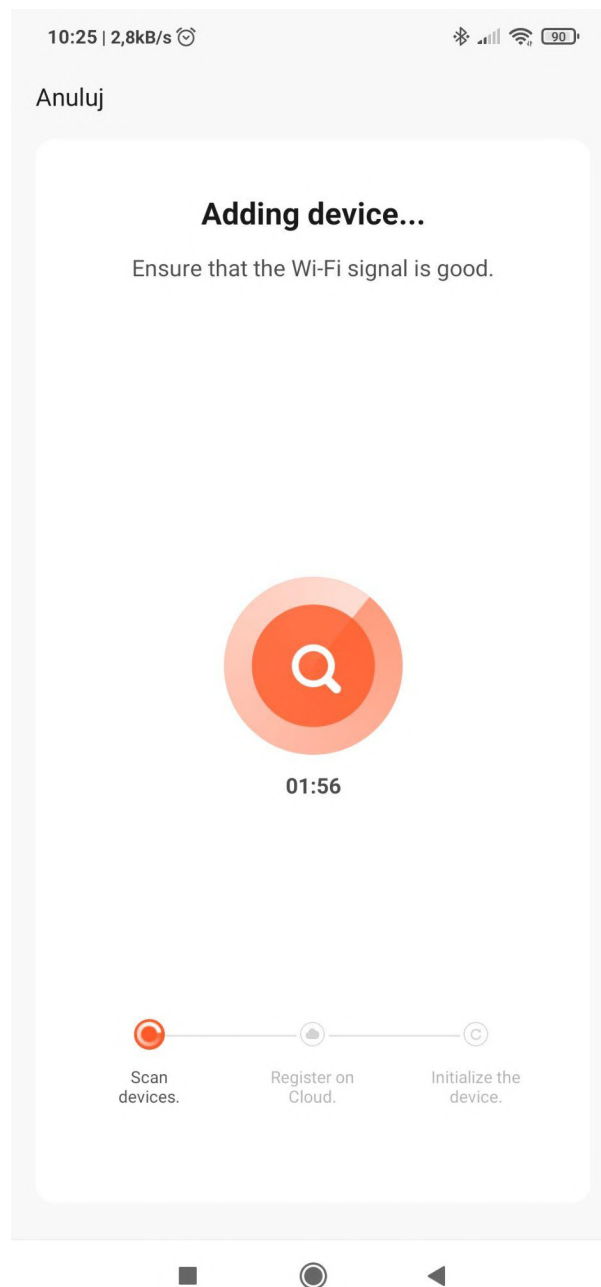 10:25 | 2,8kB/s
90
Anuluj
Adding device...
Ensure that the Wi-Fi signal is good.
01:56
Scan
devices.
Register on
Cloud.
Initialize the
device.